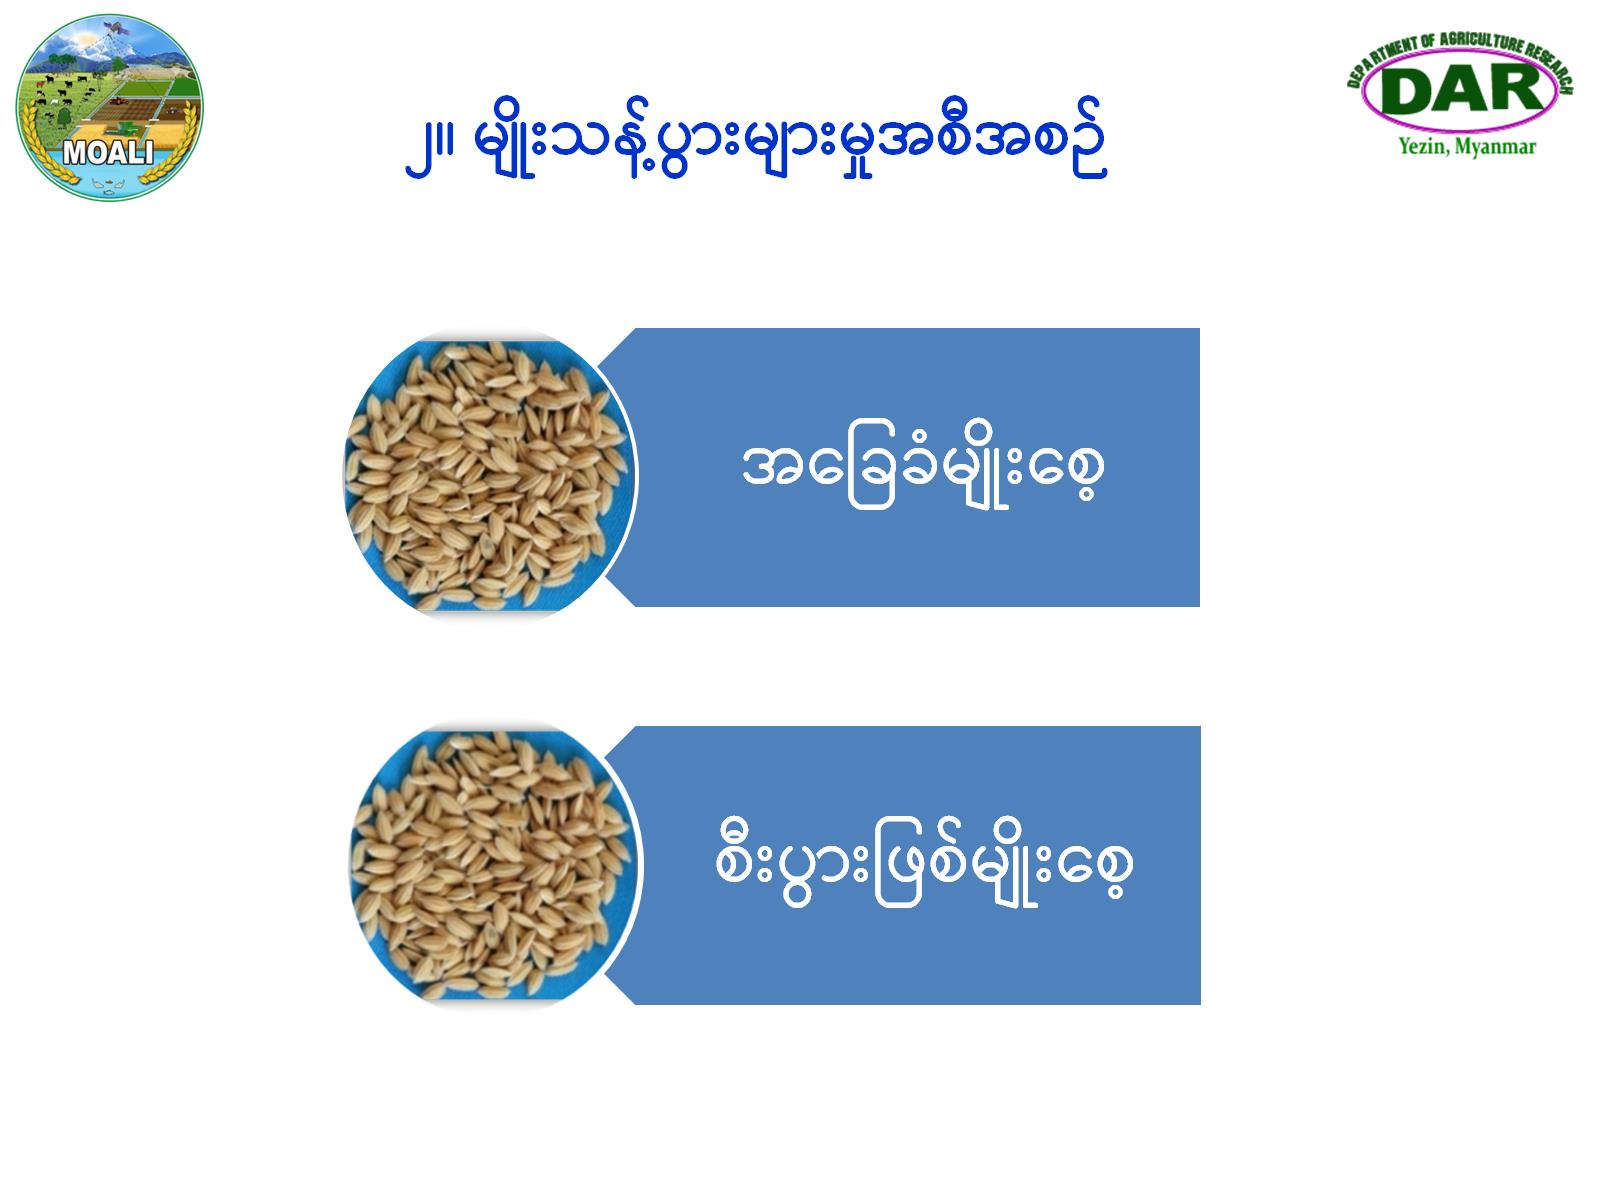 MOALI
DEPARTMENT OF AGRICULTURE RESEARCH
DAR
Yezin, Myanmar
၂။ မျိုးသန့်ပွားများမှုအစီအစဉ်
အခြေခံမျိုးစေ့
စီးပွားဖြစ်မျိုးစေ့